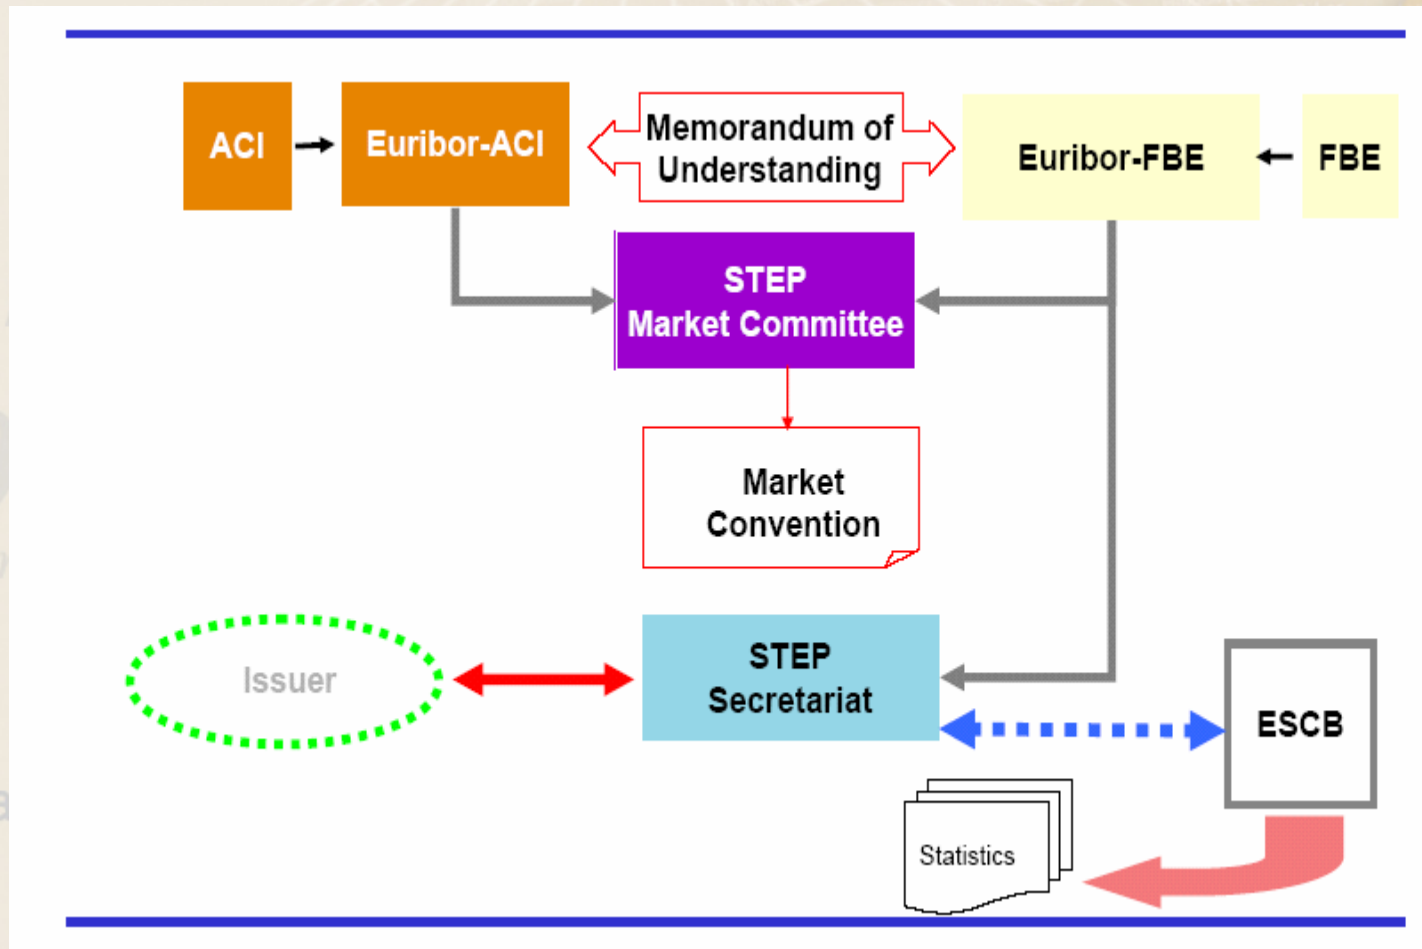 ACI
Euribor-ACI
Memorandum of
Understanding
Euribor-FBE
FBE
STEP
Market Committee
Market
Convention
Issuer
STEP
Secretariat
ESCB
Statistics